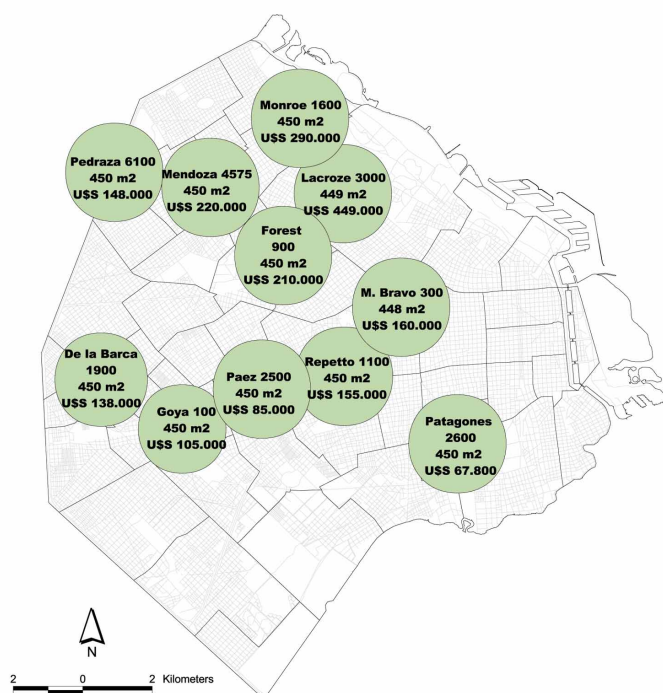 Monroe 1600
450 m2
U$S 290.000
Pedraza 6100
450 m2
U$S 148.000
Mendoza 4575
450 m2
U$S 220.000
Lacroze 3000
449 m2
U$S 449.000
Forest
900
450 m2
U$S 210.000
M. Bravo 300
448 m2
U$S 160.000
De la Barca
1900
450 m2
U$S 138.000
Goya 100
450 m2
U$S 105.000
Paez 2500
450 m2
U$S 85.000
Repetto 1100
450 m2
U$S 155.000
Patagones
2600
450 m2
U$S 67.800
N
2 0 2 Kilometers